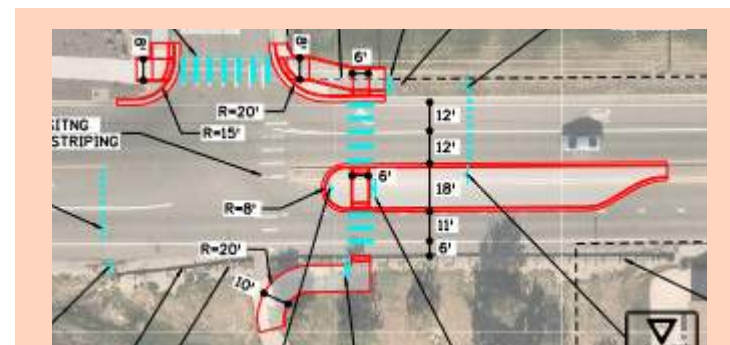 8'
8'
6'
R=20'
R=15'
SITNG
STRIPING
12'
12'
6'
18'
R=8'
11'
R=20'
6'
10'